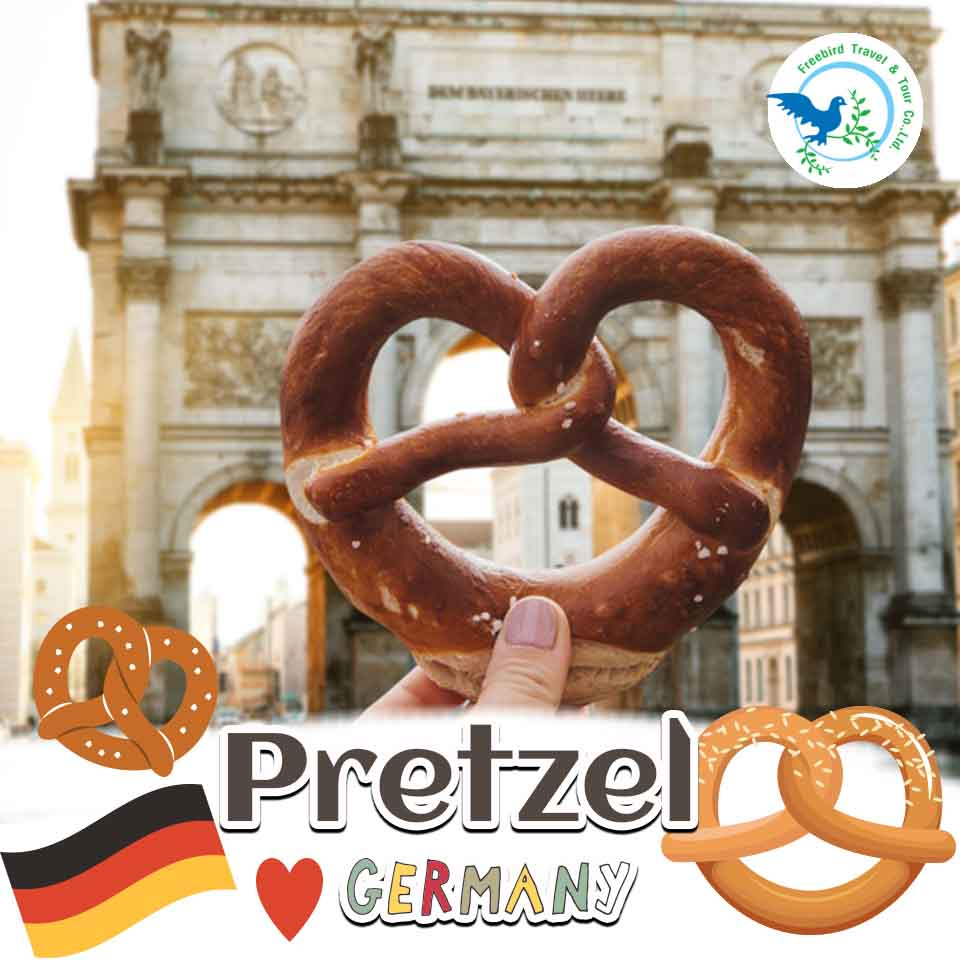 Freebird Travel & Tour Co.,Ltd.
DEM BAYERISCHEN HEERE
Pretzel
GERMANY